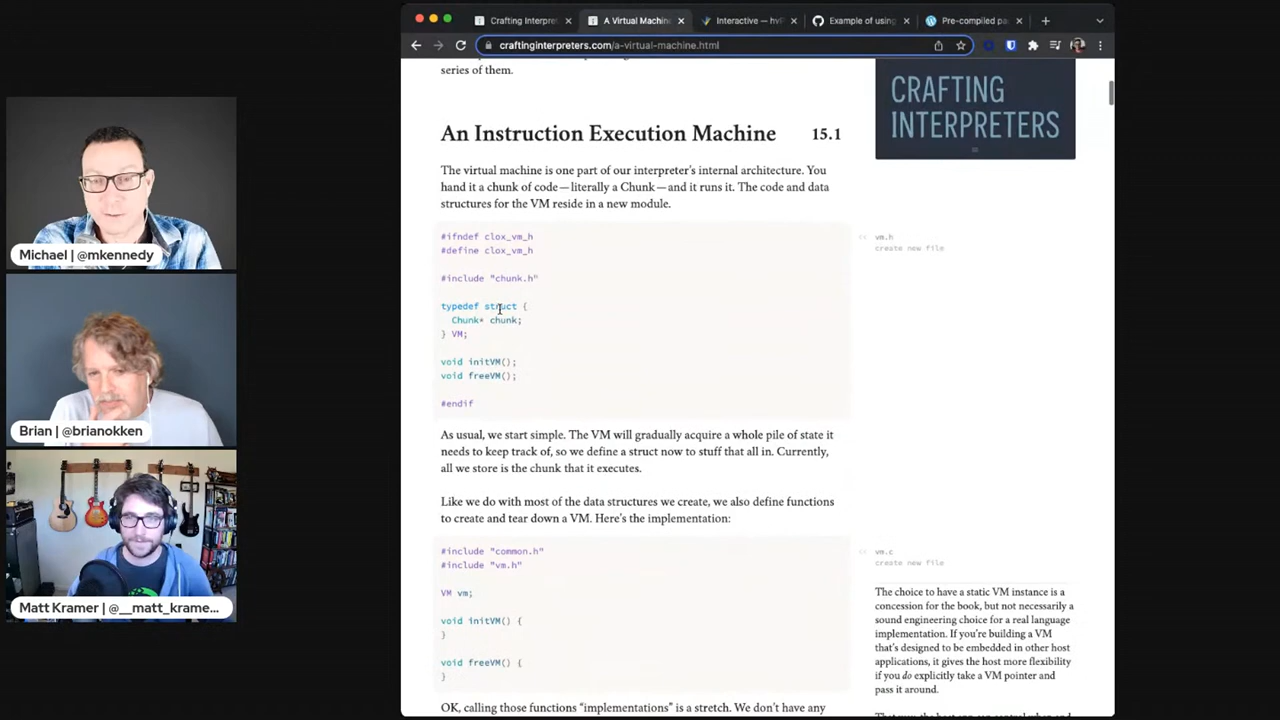 Crafting Interpre
A Virtual Machin
Interactive — hvP
Example of using
Pre-compiled pa
craftinginterpreters.com/a-virtual-machine.html
series of them.
CRAFTING
INTERPRETERS
An Instruction Execution Machine 15.1
The virtual machine is one part of our interpreter's internal architecture. You
hand it a chunk of code—literally a Chunk—and it runs it. The code and data
structures for the VM reside in a new module.
#ifndef clox_vm_h
#define clox_vm_h
#include "chunk.h"
typedef struct {
Chunk* chunk;
} VM;
void initVM();
void freeVM();
#endif
<< vm.h
create new file
As usual, we start simple. The VM will gradually acquire a whole pile of state it
needs to keep track of, so we define a struct now to stuff that all in. Currently,
all we store is the chunk that it executes.
Like we do with most of the data structures we create, we also define functions
to create and tear down a VM. Here's the implementation:
#include "common.h"
#include "vm.h"
VM vm;
void initVM() {
}
void freeVM() {
}
<< vm.c
create new file
The choice to have a static VM instance is a
concession for the book, but not necessarily a
sound engineering choice for a real language
implementation. If you're building a VM
that's designed to be embedded in other host
applications, it gives the host more flexibility
if you do explicitly take a VM pointer and
pass it around.
OK, calling those functions “implementations” is a stretch. We don't have any
Michael | @mkennedy
Brian | @brianokken
Matt Kramer | @__matt_krame...